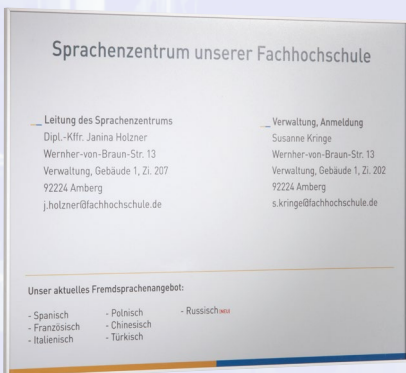 Sprachenzentrum unserer Fachhochschule
Leitung des Sprachenzentrums
Dipl.-Kffr. Janina Holzner
Wernher-von-Braun-Str. 13
Verwaltung, Gebäude 1, Zi. 207
92224 Amberg
j.holzner@fachhochschule.de
Verwaltung, Anmeldung
Susanne Kringe
Wernher-von-Braun-Str. 13
Verwaltung, Gebäude 1, Zi. 202
92224 Amberg
s.kringe@fachhochschule.de
Unser aktuelles Fremdsprachenangebot:
- Spanisch
- Französisch
- Italienisch
- Polnisch
- Chinesisch
- Türkisch
- Russisch